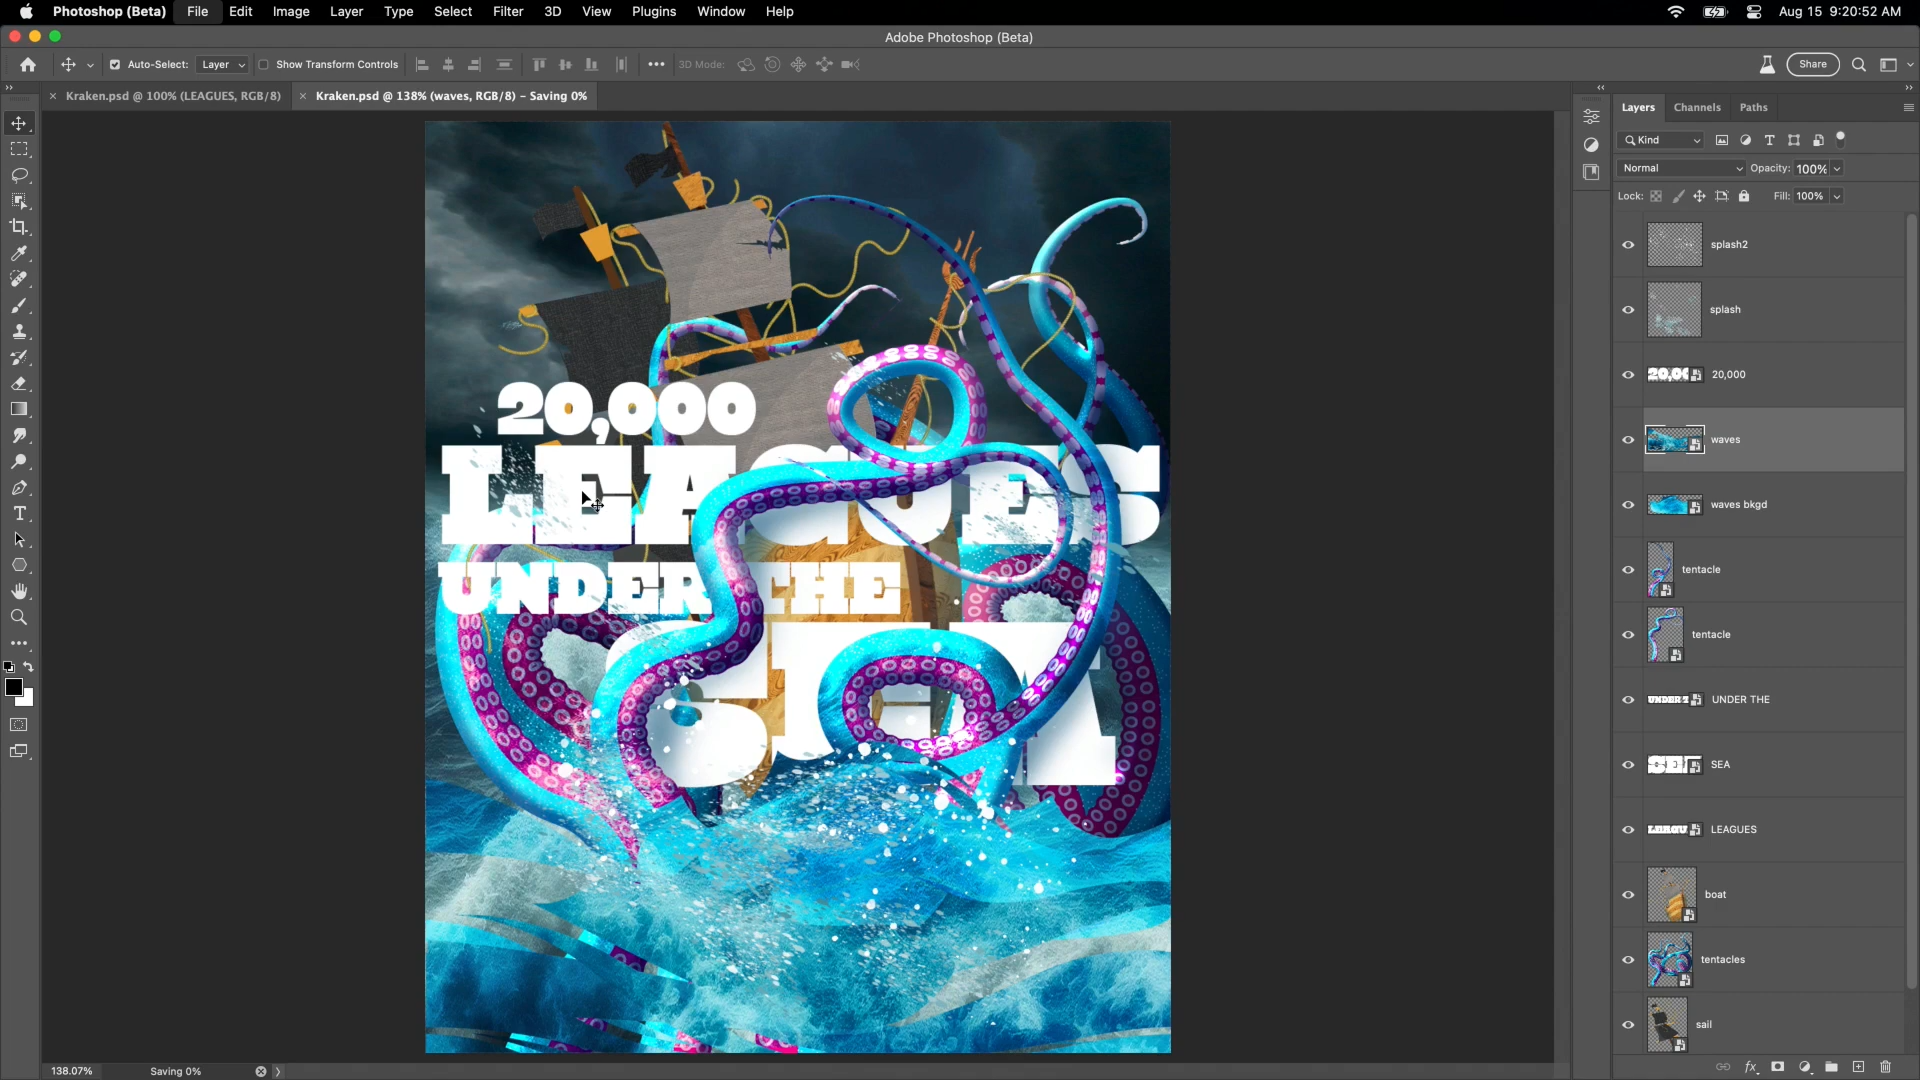 Photoshop (Beta) File Edit Image Layer Type Select Filter 3D View Plugins Window Help Aug 15 9:20:52 AM
Adobe Photoshop (Beta)
Auto-Select: Layer Show Transform Controls 3D Mode: Share
Kraken.psd @ 100% (LEAGUES, RGB/8) Kraken.psd @ 138% (waves, RGB/8) – Saving 0%
Layers Channels Paths
Kind
Normal Opacity: 100%
Lock: Fill: 100%
splash2
splash
20,000
waves
waves bkgd
tentacle
tentacle
UNDER THE
SEA
LEAGUES
boat
tentacles
sail
20,000
LEAGUES
UNDER THE
SEA
138.07% Saving 0%